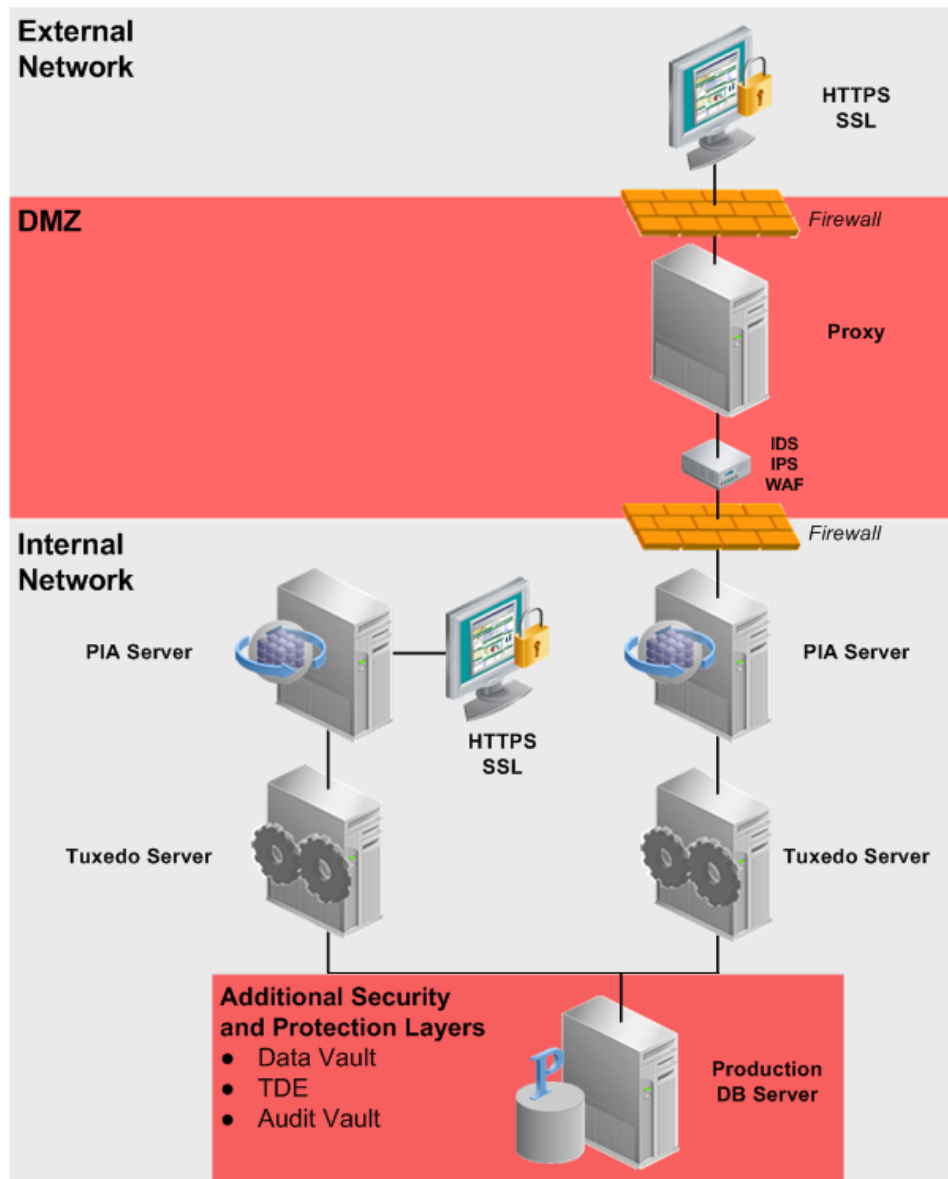 External
Network
HTTPS
SSL
DMZ
Firewall
Proxy
IDS
IPS
WAF
Firewall
Internal
Network
PIA Server
HTTPS
SSL
PIA Server
Tuxedo Server
Tuxedo Server
Additional Security
and Protection Layers
● Data Vault
● TDE
● Audit Vault
P
Production
DB Server